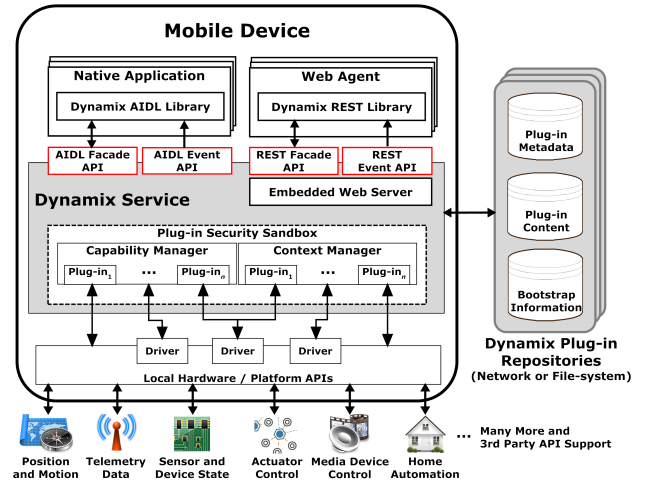 Mobile Device
Native Application
Dynamix AIDL Library
Web Agent
Dynamix REST Library
AIDL Facade
API
AIDL Event
API
REST Facade
API
REST
Event API
Embedded Web Server
Dynamix Service
Plug-in Security Sandbox
Capability Manager
Plug-in1
...
Plug-inn
Context Manager
Plug-in1
...
Plug-inn
Driver
Driver
Driver
Local Hardware / Platform APIs
Position
and Motion
Telemetry
Data
Sensor and
Device State
Actuator
Control
Media Device
Control
Home
Automation
... Many More and
3rd Party API Support
Plug-in
Metadata
Plug-in
Content
Bootstrap
Information
Dynamix Plug-in
Repositories
(Network or File-system)